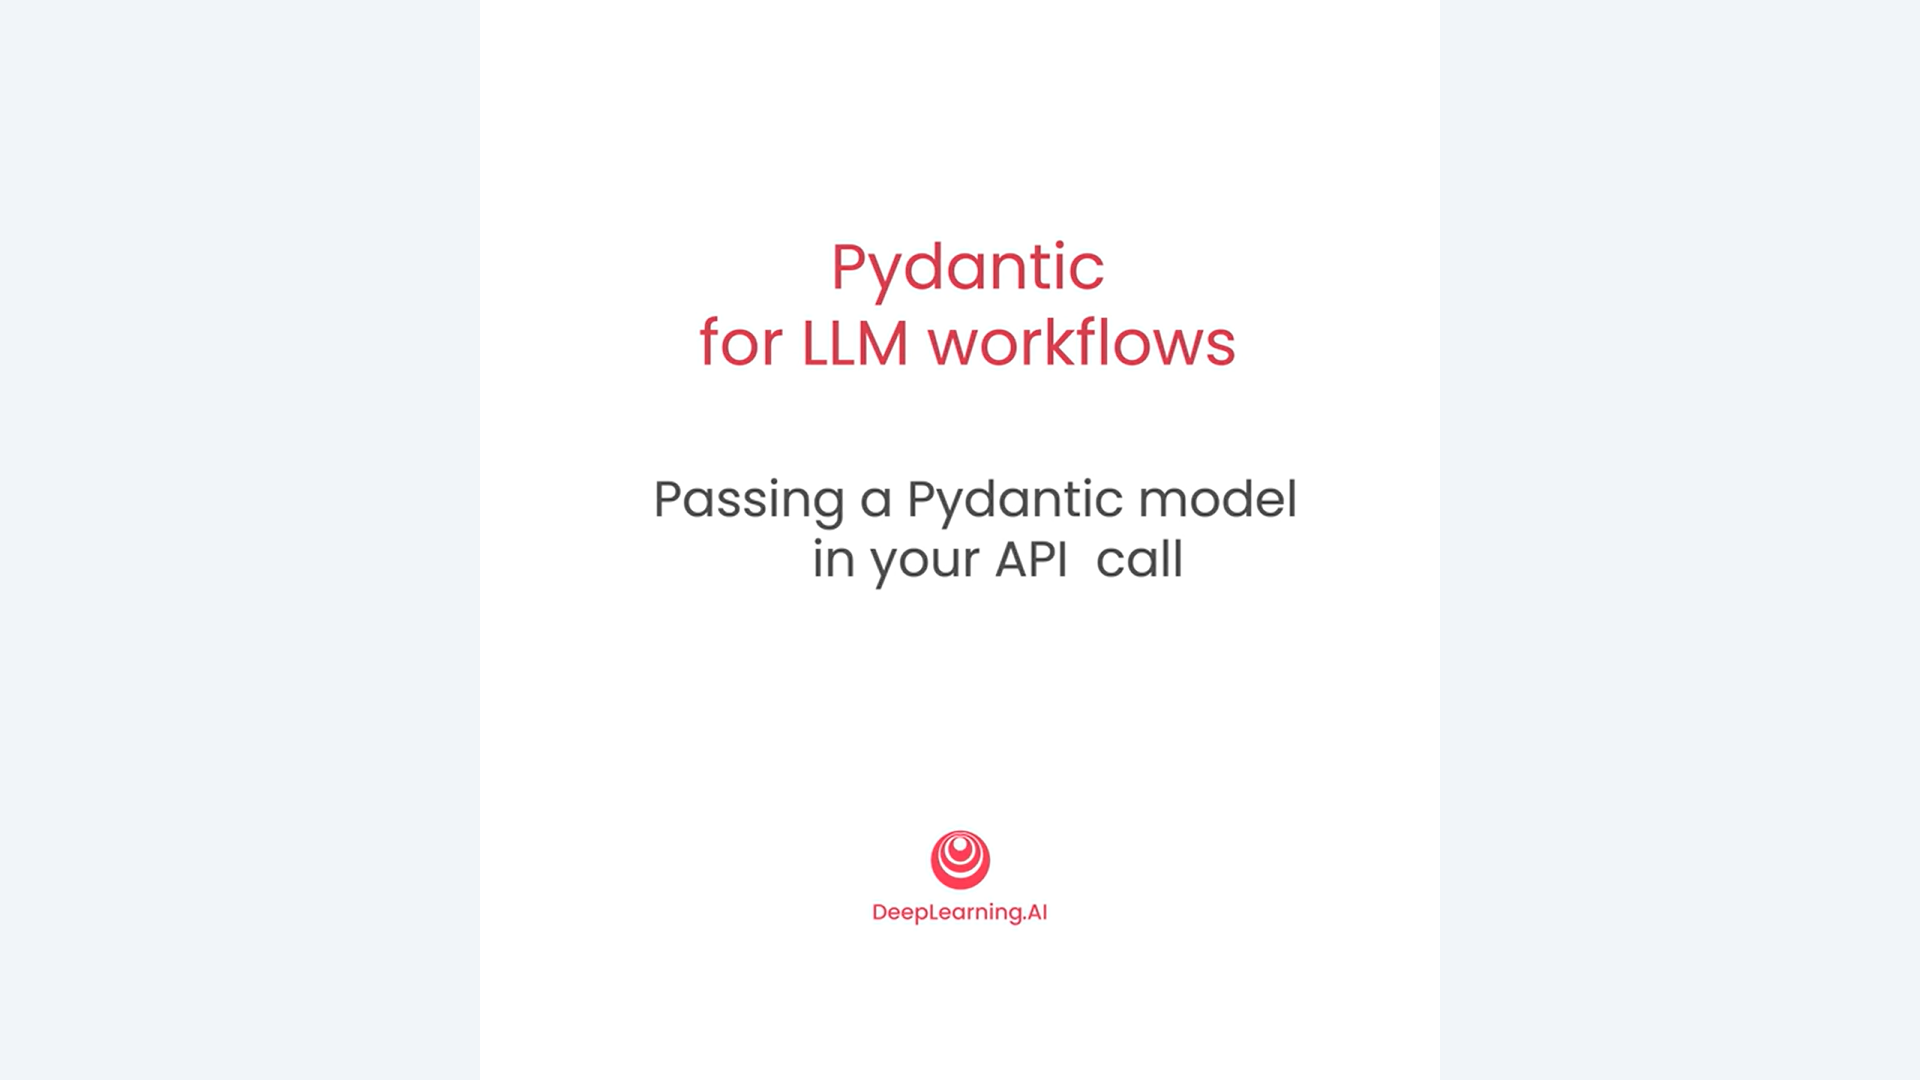 Pydantic
for LLM workflows
Passing a Pydantic model
in your API  call
DeepLearning.AI